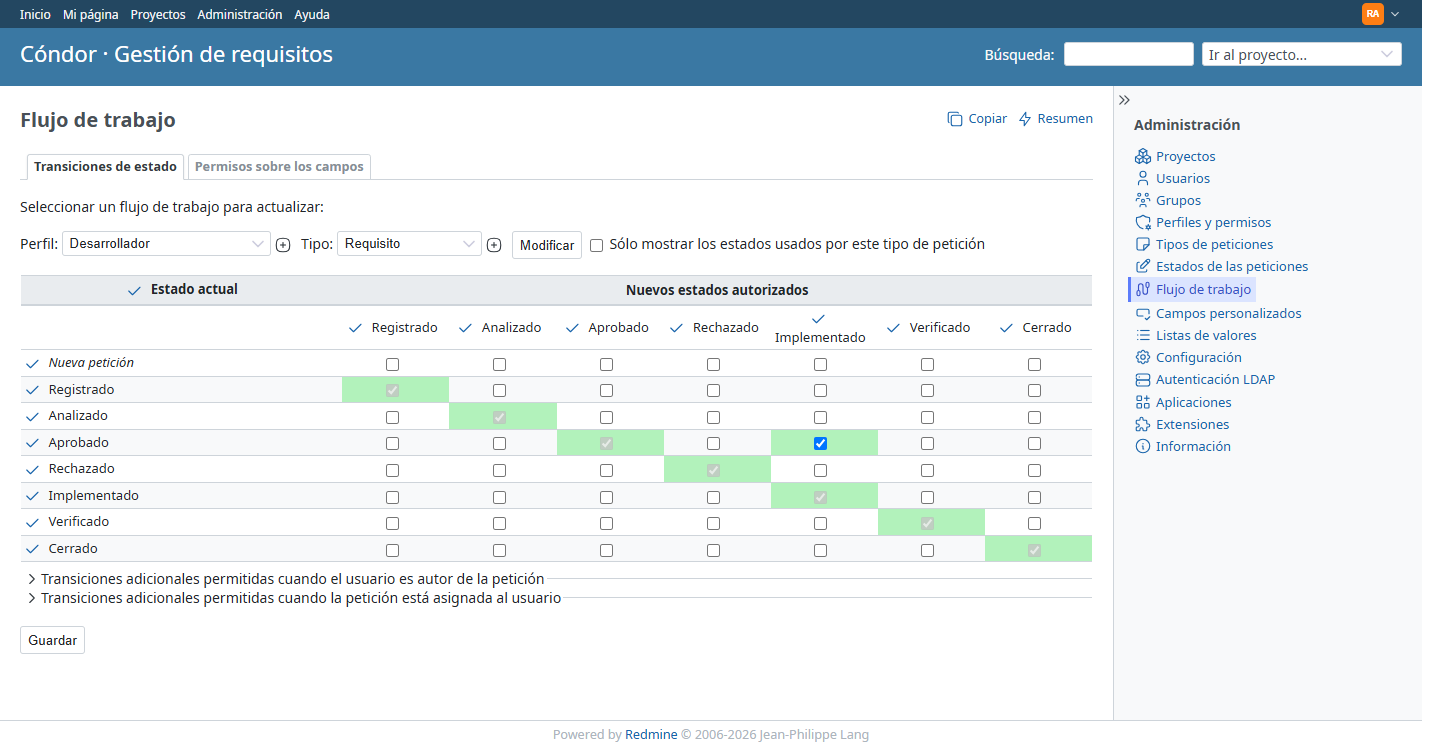 Inicio Mi página Proyectos Administración Ayuda RA
Cóndor · Gestión de requisitos
Búsqueda: Ir al proyecto...
Flujo de trabajo
Copiar Resumen
Transiciones de estado Permisos sobre los campos
Seleccionar un flujo de trabajo para actualizar:
Perfil: Desarrollador Tipo: Requisito Modificar Sólo mostrar los estados usados por este tipo de petición
Estado actual Nuevos estados autorizados
Registrado Analizado Aprobado Rechazado Implementado Verificado Cerrado
Nueva petición
Registrado
Analizado
Aprobado
Rechazado
Implementado
Verificado
Cerrado
Transiciones adicionales permitidas cuando el usuario es autor de la petición
Transiciones adicionales permitidas cuando la petición está asignada al usuario
Guardar
Administración
Proyectos
Usuarios
Grupos
Perfiles y permisos
Tipos de peticiones
Estados de las peticiones
Flujo de trabajo
Campos personalizados
Listas de valores
Configuración
Autenticación LDAP
Aplicaciones
Extensiones
Información
Powered by Redmine © 2006-2026 Jean-Philippe Lang